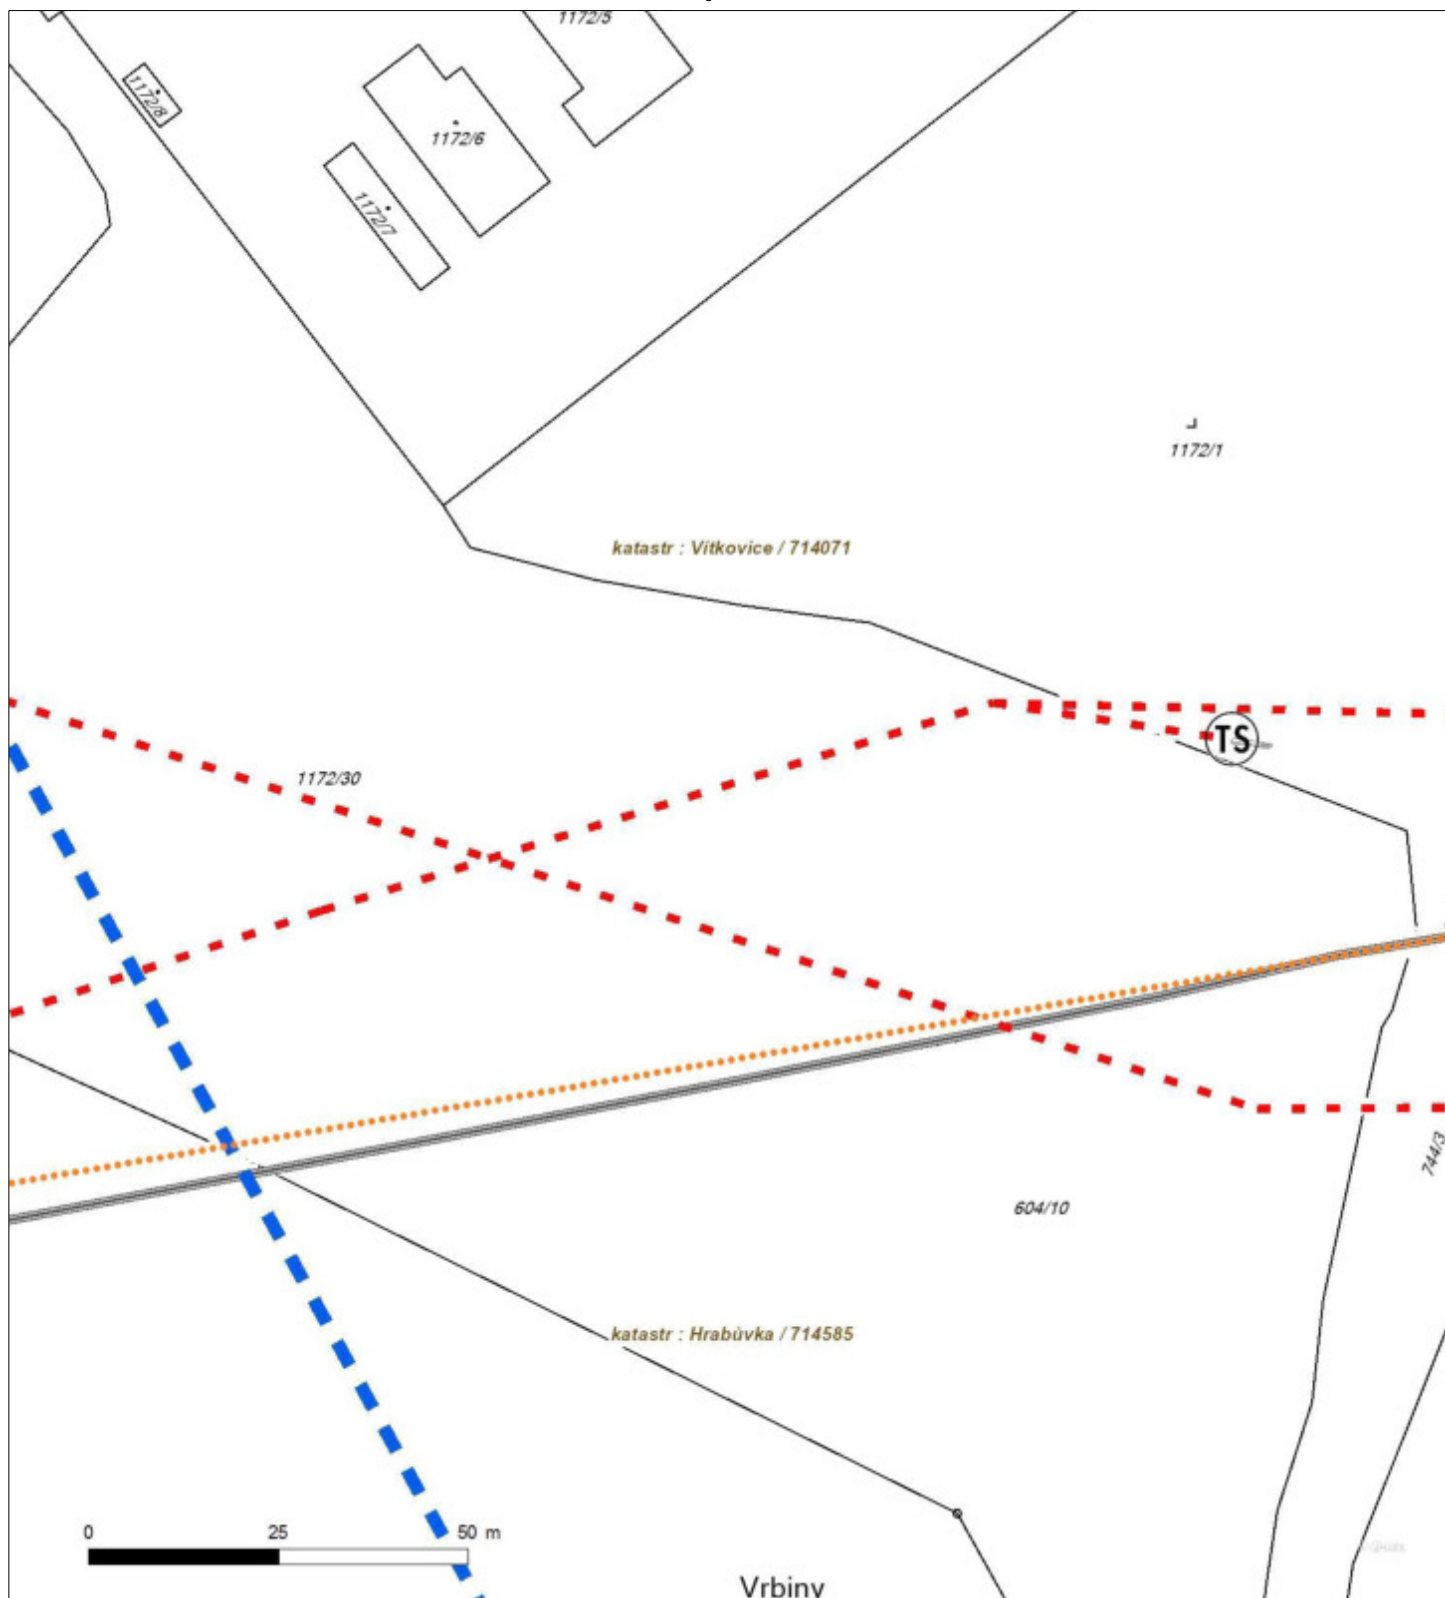 1172/5
1172/8
1172/6
1172/7
1172/1
katastr : Vítkovice / 714071
TS
1172/30
744/3
604/10
katastr : Hrabůvka / 714585
0 25 50 m
Vrbiny